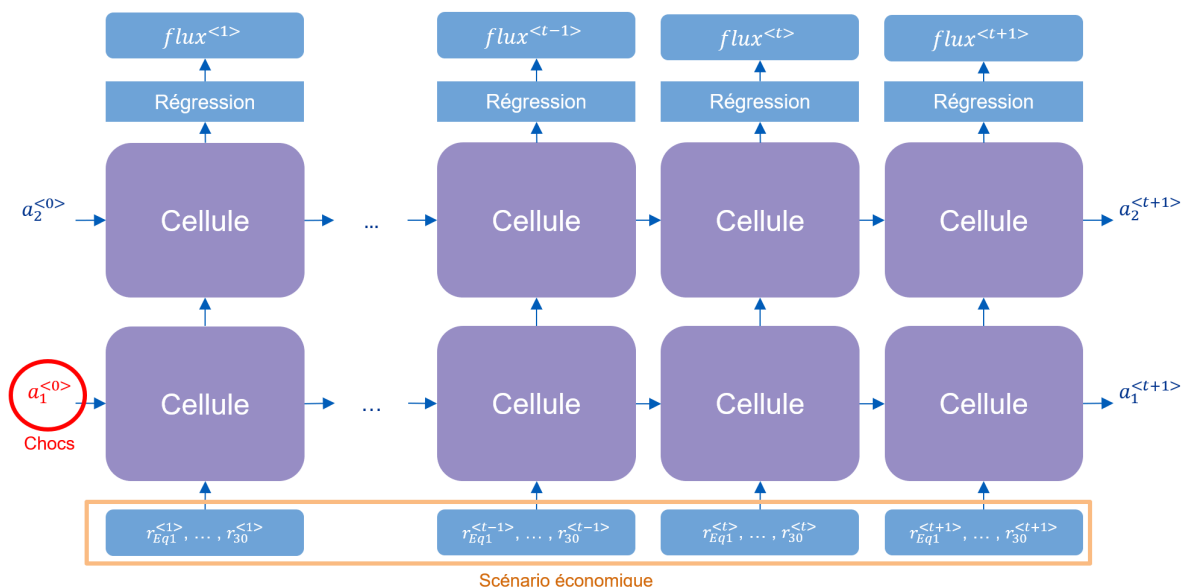 flux<1> flux<t−1> flux<t> flux<t+1>
Régression Régression Régression Régression
a2<0> Cellule ... Cellule Cellule Cellule a2<t+1>
a1<0> Cellule ... Cellule Cellule Cellule a1<t+1>
Chocs
rEq1<1>, … , r30<1> rEq1<t−1>, … , r30<t−1> rEq1<t>, … , r30<t> rEq1<t+1>, … , r30<t+1>
Scénario économique